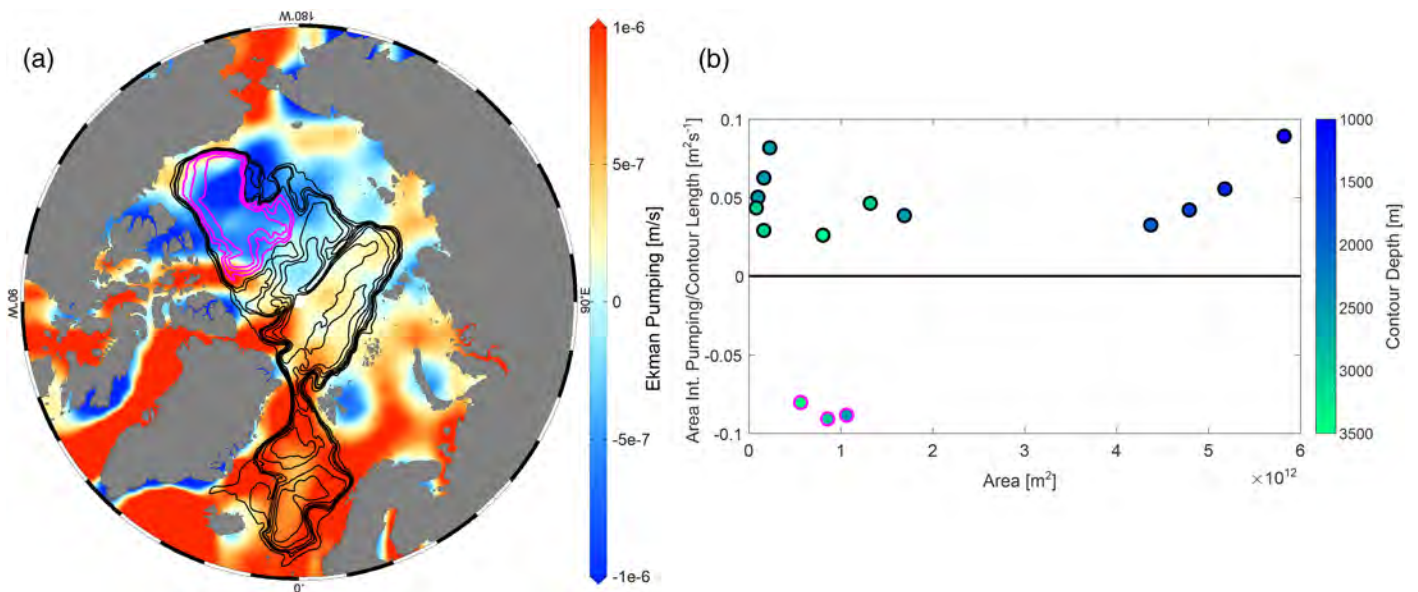 (a)
180°W
90°W
90°E
0°
1e-6
5e-7
0
-5e-7
-1e-6
Ekman Pumping [m/s]
(b)
0.1
0.05
0
-0.05
-0.1
Area Int. Pumping/Contour Length [m²s⁻¹]
0 1 2 3 4 5 6
Area [m²]
×10¹²
1000
1500
2000
2500
3000
3500
Contour Depth [m]